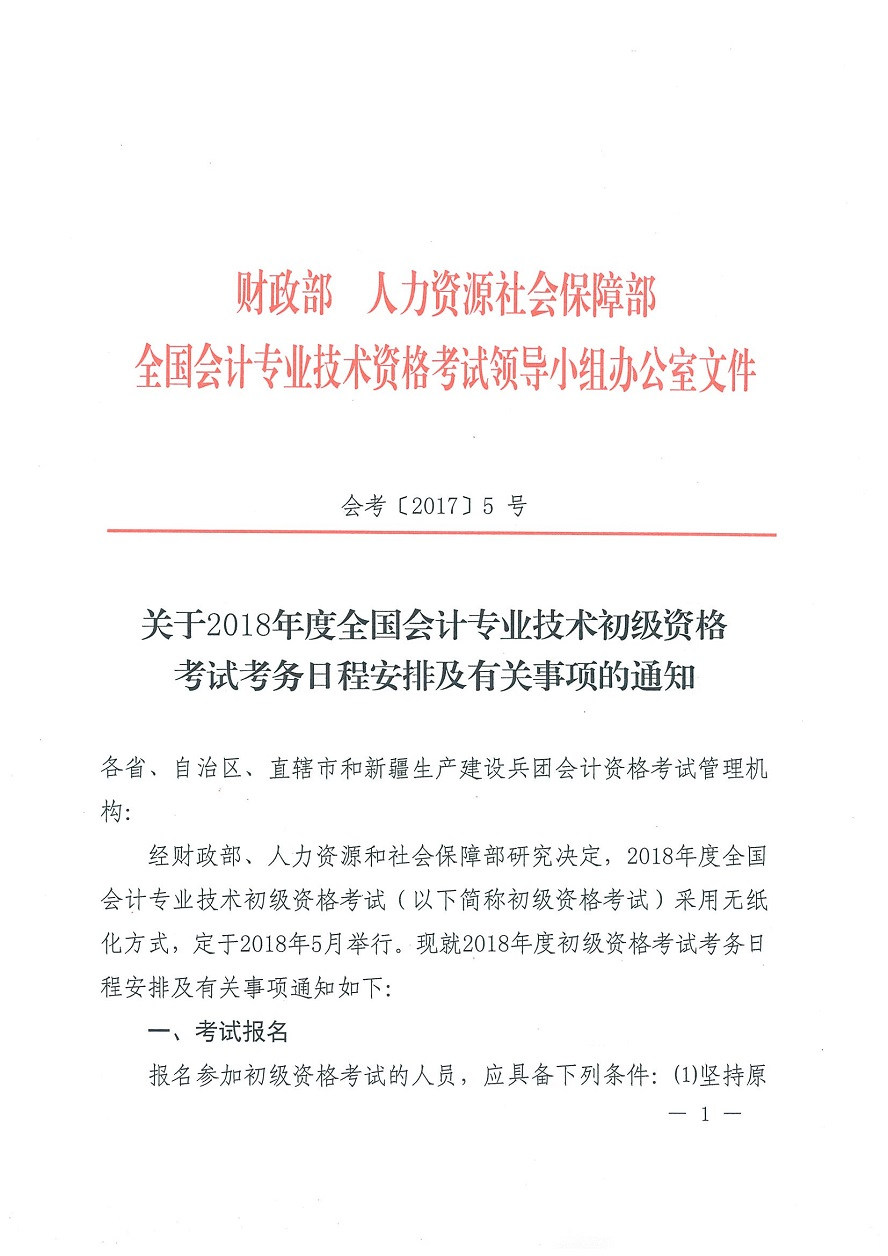 财政部 人力资源社会保障部
全国会计专业技术资格考试领导小组办公室文件
会考〔2017〕5 号
关于2018年度全国会计专业技术初级资格
考试考务日程安排及有关事项的通知
各省、自治区、直辖市和新疆生产建设兵团会计资格考试管理机
构：
经财政部、人力资源和社会保障部研究决定，2018年度全国
会计专业技术初级资格考试（以下简称初级资格考试）采用无纸
化方式，定于2018年5月举行。现就2018年度初级资格考试考务日
程安排及有关事项通知如下：
一、考试报名
报名参加初级资格考试的人员，应具备下列条件：⑴坚持原
— 1 —